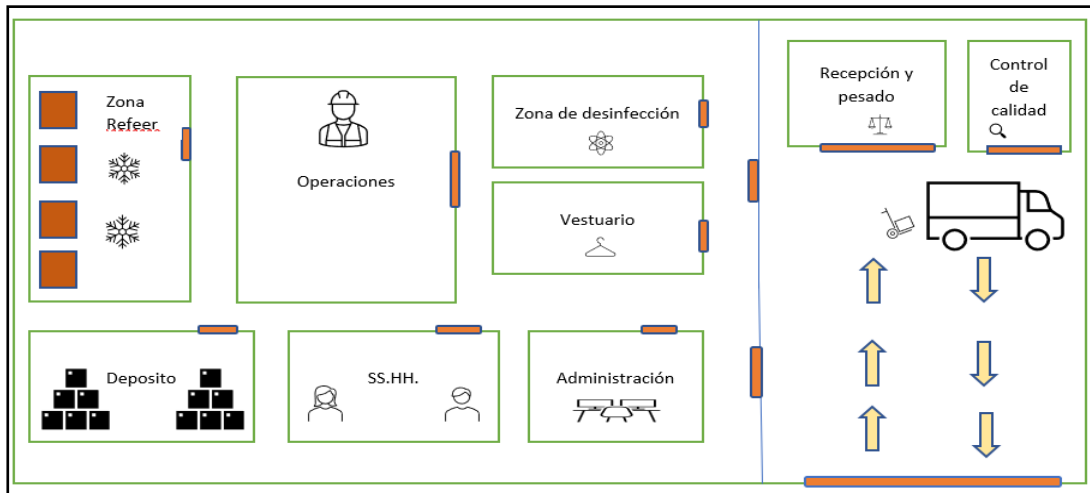 Zona
Refeer
Operaciones
Zona de desinfección
Vestuario
Recepción y
pesado
Control
de
calidad
Deposito
SS.HH.
Administración